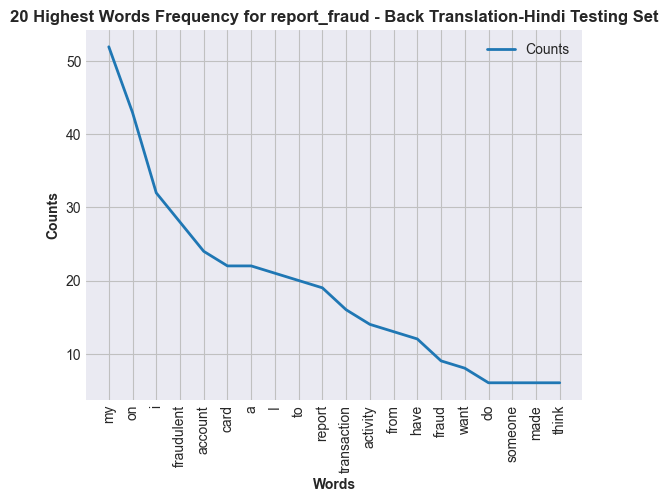 20 Highest Words Frequency for report_fraud - Back Translation-Hindi Testing Set
Counts
50
40
30
20
10
Counts
my
on
i
fraudulent
account
card
a
I
to
report
transaction
activity
from
have
fraud
want
do
someone
made
think
Words